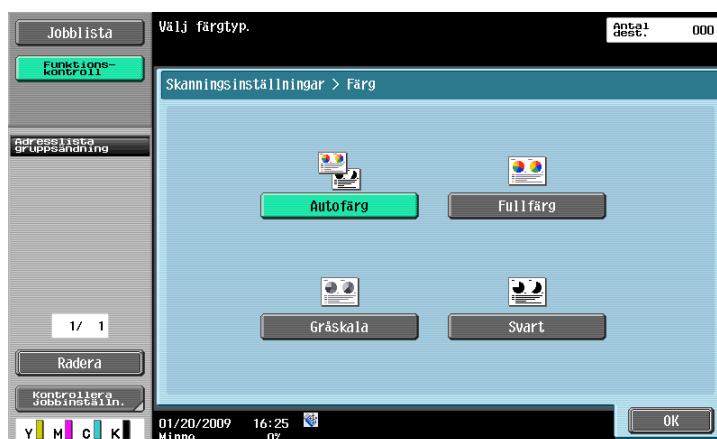 Jobblista
Funktions-
kontroll
Adresslista
gruppsändning
1/ 1
Radera
Kontrollera
Jobbinställn.
Y M C K
Välj färgtyp.
Antal
dest. 000
Skanningsinställningar > Färg
Autofärg
Fullfärg
Gråskala
Svart
01/20/2009 16:25
Minne 0%
OK